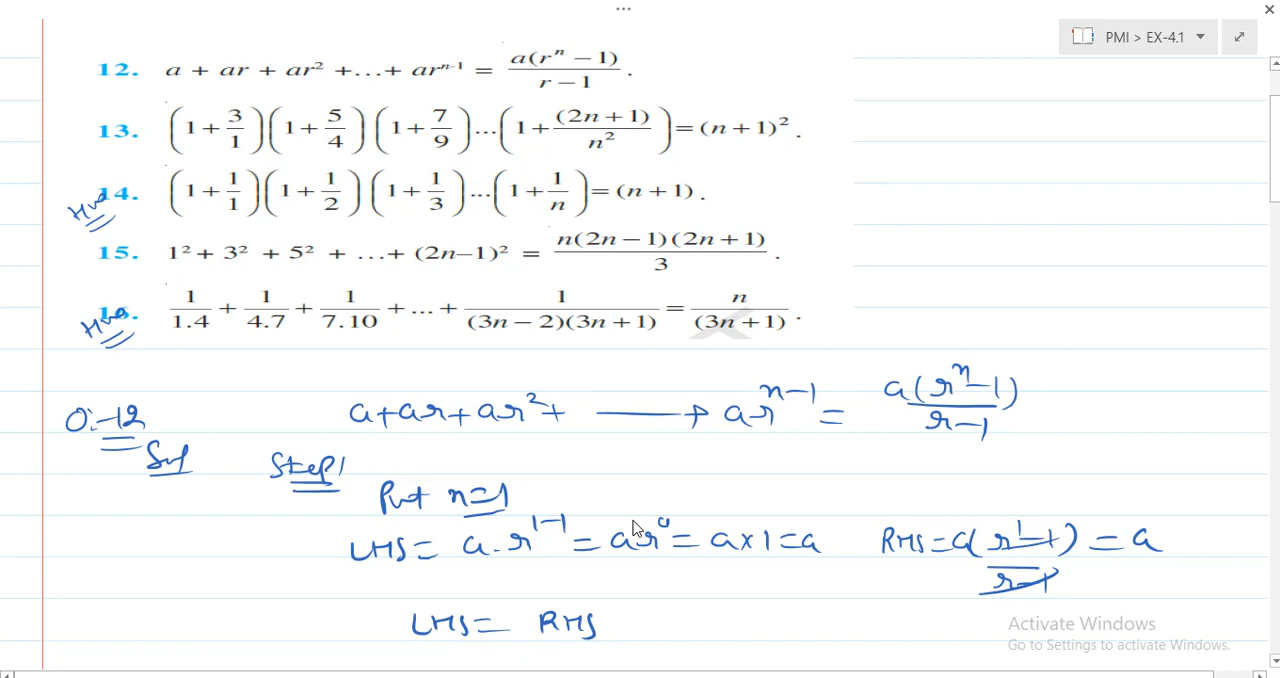 PMI > EX-4.1
12. a + ar + ar² +...+ arⁿ⁻¹ = a(rⁿ − 1) / r − 1 .
13. (1 + 3/1)(1 + 5/4)(1 + 7/9)...(1 + (2n + 1)/n²) = (n + 1)² .
14. (1 + 1/1)(1 + 1/2)(1 + 1/3)...(1 + 1/n) = (n + 1) .
15. 1² + 3² + 5² + ...+ (2n−1)² = n(2n − 1)(2n + 1) / 3 .
16. 1/1.4 + 1/4.7 + 1/7.10 + ... + 1/(3n − 2)(3n + 1) = n/(3n + 1) .
Q:-12 a+ar+ar²+ → arⁿ⁻¹ = a(rⁿ-1)/r-1
Sol Step1
Put n=1
LHS = a.r¹⁻¹ = ar⁰ = a×1 = a RHS = a(r¹-1)/r-1 = a
LHS = RHS
Activate Windows
Go to Settings to activate Windows.